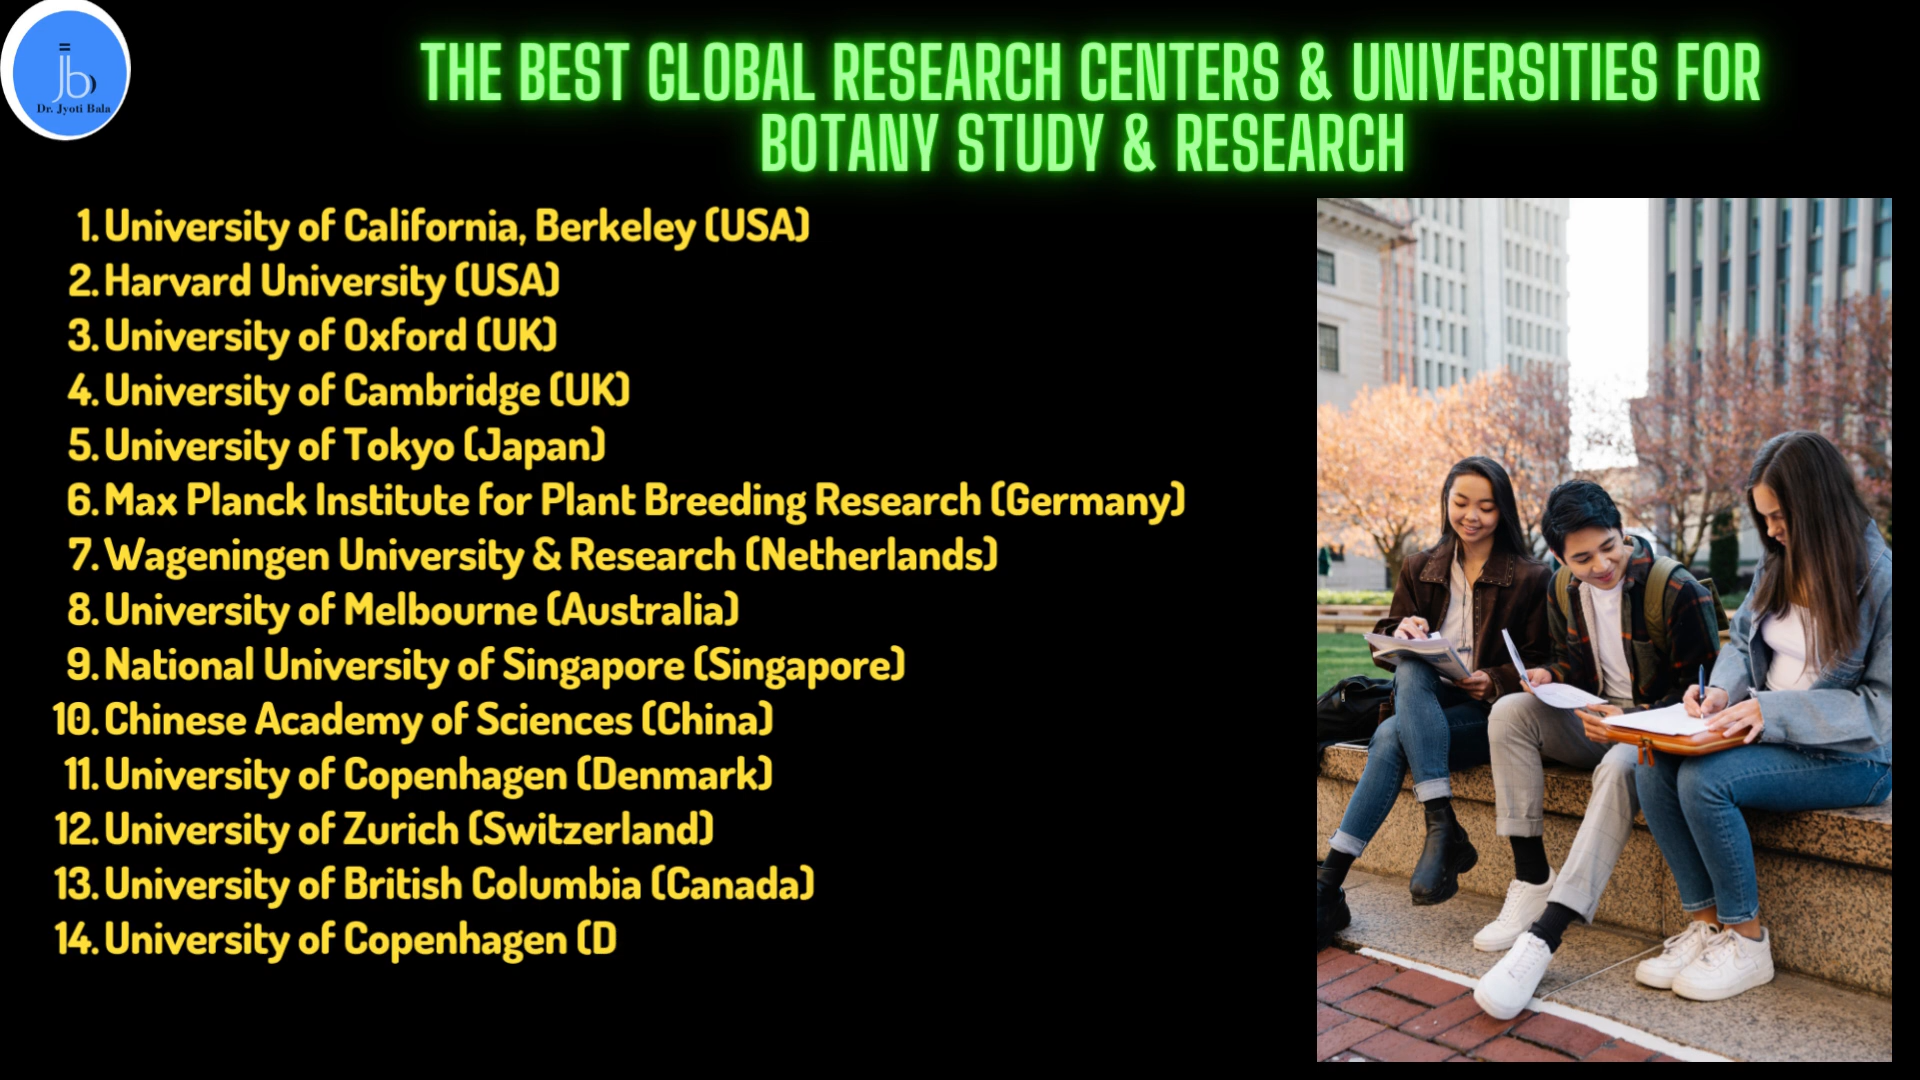 jb
Dr. Jyoti Bala
THE BEST GLOBAL RESEARCH CENTERS & UNIVERSITIES FOR
BOTANY STUDY & RESEARCH
1. University of California, Berkeley (USA)
2. Harvard University (USA)
3. University of Oxford (UK)
4. University of Cambridge (UK)
5. University of Tokyo (Japan)
6. Max Planck Institute for Plant Breeding Research (Germany)
7. Wageningen University & Research (Netherlands)
8. University of Melbourne (Australia)
9. National University of Singapore (Singapore)
10. Chinese Academy of Sciences (China)
11. University of Copenhagen (Denmark)
12. University of Zurich (Switzerland)
13. University of British Columbia (Canada)
14. University of Copenhagen (D